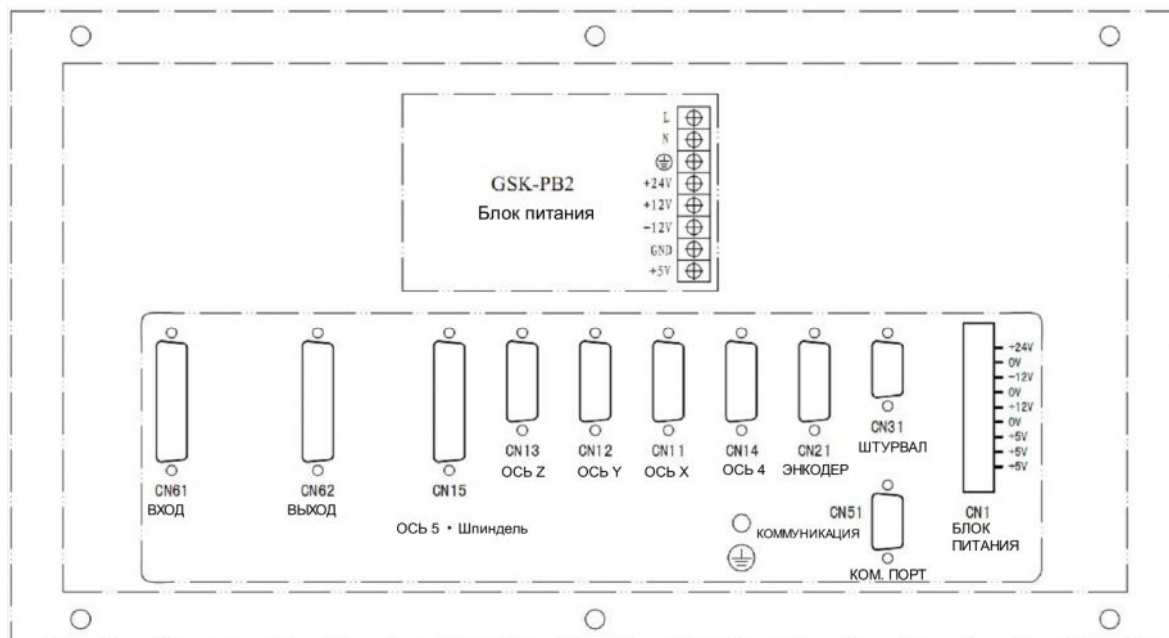 L
N
GSK-PB2
Блок питания
+24V
+12V
-12V
GND
+5V
+24V
0V
-12V
0V
+12V
0V
+5V
+5V
+5V
CN61
ВХОД
CN62
ВЫХОД
CN15
ОСЬ 5 • Шпиндель
CN13
ОСЬ Z
CN12
ОСЬ Y
CN11
ОСЬ X
CN14
ОСЬ 4
CN21
ЭНКОДЕР
CN31
ШТУРВАЛ
CN51
КОММУНИКАЦИЯ
КОМ. ПОРТ
CN1
БЛОК
ПИТАНИЯ